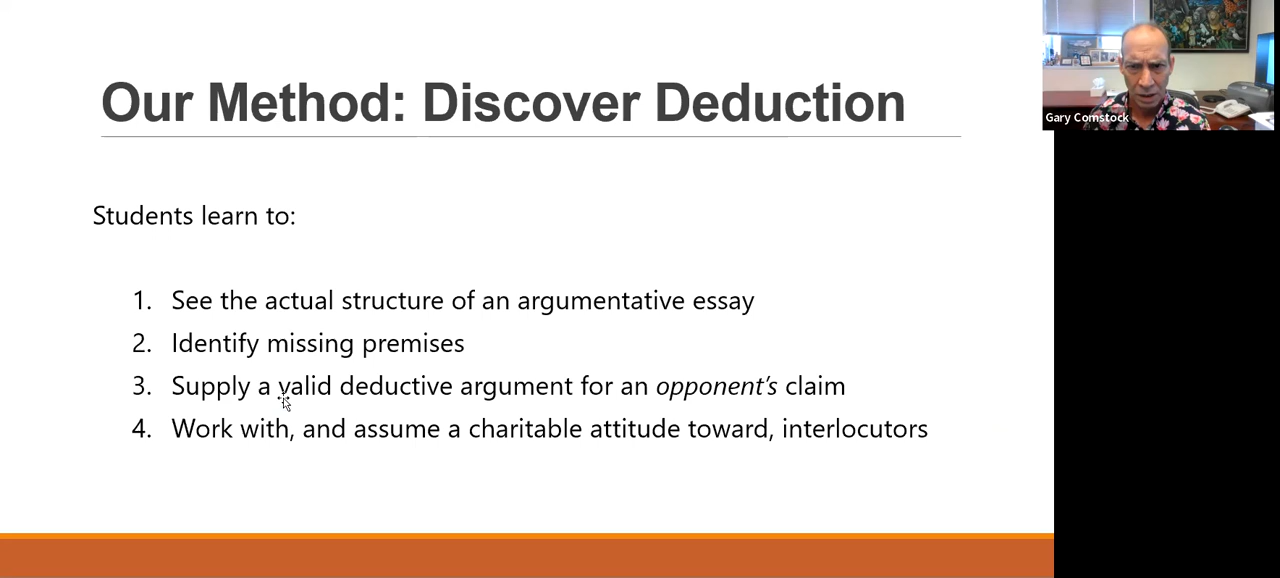 Our Method: Discover Deduction
Gary Comstock
Students learn to:
1. See the actual structure of an argumentative essay
2. Identify missing premises
3. Supply a valid deductive argument for an opponent's claim
4. Work with, and assume a charitable attitude toward, interlocutors